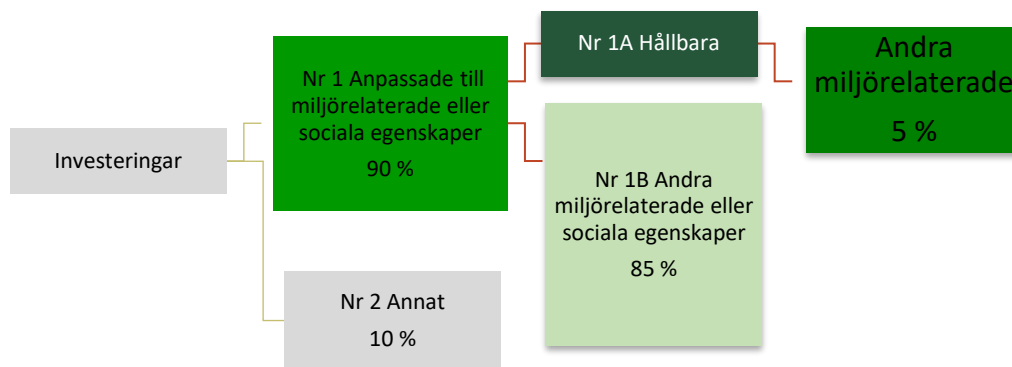 Investeringar
Nr 1 Anpassade till
miljörelaterade eller
sociala egenskaper
90 %
Nr 2 Annat
10 %
Nr 1A Hållbara
Nr 1B Andra
miljörelaterade eller
sociala egenskaper
85 %
Andra
miljörelaterade
5 %